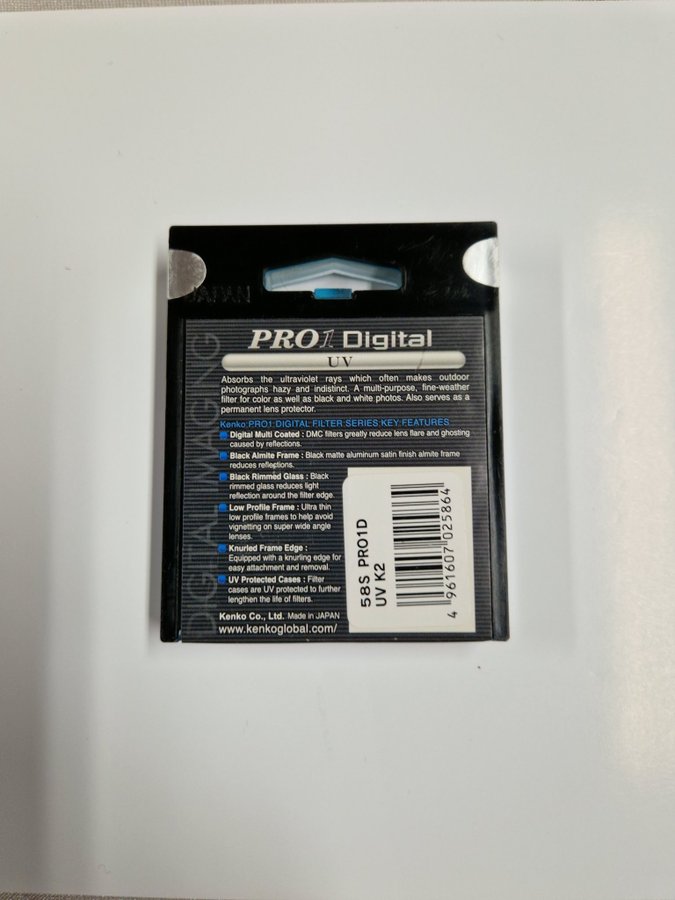 JAPAN
PRO1 Digital
UV
Absorbs the ultraviolet rays which often makes outdoor
photographs hazy and indistinct. A multi-purpose, fine-weather
filter for color as well as black and white photos. Also serves as a
permanent lens protector.
Kenko PRO1 DIGITAL FILTER SERIES KEY FEATURES
Digital Multi Coated : DMC filters greatly reduce lens flare and ghosting
caused by reflections.
Black Almite Frame : Black matte aluminum satin finish almite frame
reduces reflections.
Black Rimmed Glass : Black
rimmed glass reduces light
reflection around the filter edge.
Low Profile Frame : Ultra thin
low profile frames to help avoid
vignetting on super wide angle
lenses.
Knurled Frame Edge :
Equipped with a knurling edge for
easy attachment and removal.
UV Protected Cases : Filter
cases are UV protected to further
lengthen the life of filters.
Kenko Co., Ltd. Made in JAPAN
www.kenkoglobal.com/
DIGITAL IMAGING
58S PRO1D
UV K2
4 961607 025864